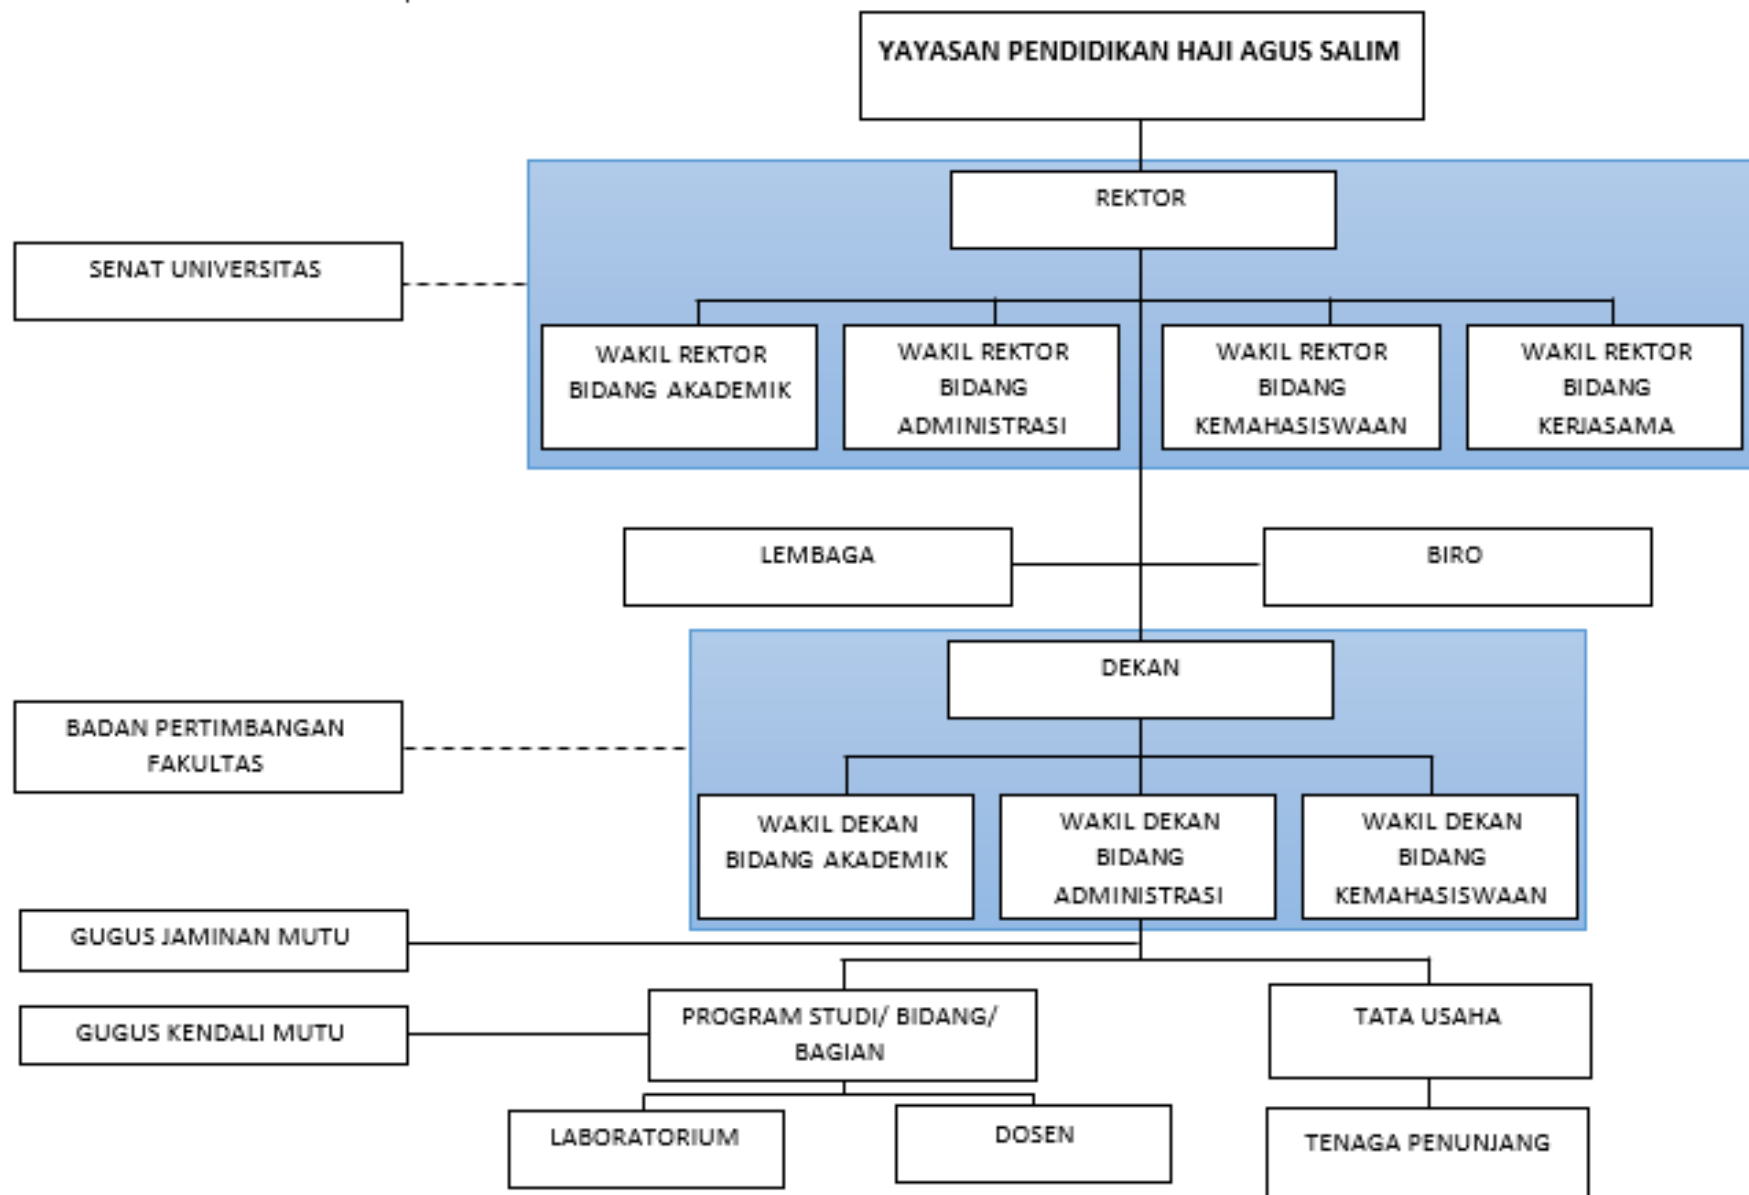 YAYASAN PENDIDIKAN HAJI AGUS SALIM
REKTOR
SENAT UNIVERSITAS
WAKIL REKTOR
BIDANG AKADEMIK
WAKIL REKTOR
BIDANG
ADMINISTRASI
WAKIL REKTOR
BIDANG
KEMAHASISWAAN
WAKIL REKTOR
BIDANG
KERJASAMA
LEMBAGA
BIRO
DEKAN
BADAN PERTIMBANGAN
FAKULTAS
WAKIL DEKAN
BIDANG AKADEMIK
WAKIL DEKAN
BIDANG
ADMINISTRASI
WAKIL DEKAN
BIDANG
KEMAHASISWAAN
GUGUS JAMINAN MUTU
GUGUS KENDALI MUTU
PROGRAM STUDI/ BIDANG/
BAGIAN
TATA USAHA
LABORATORIUM
DOSEN
TENAGA PENUNJANG